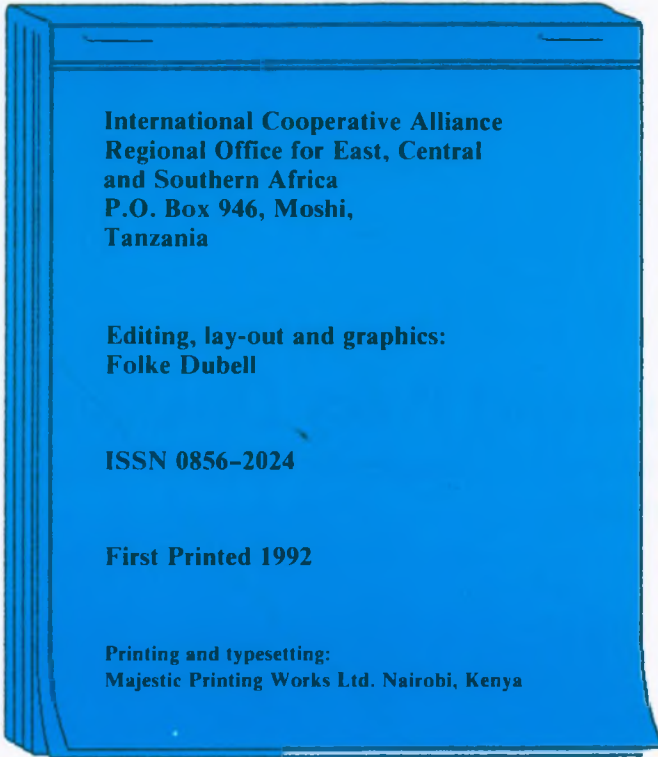 International Cooperative Alliance
Regional Office for East, Central
and Southern Africa
P.O. Box 946, Moshi,
Tanzania
Editing, lay-out and graphics:
Folke Dubell
ISSN 0856–2024
First Printed 1992
Printing and typesetting:
Majestic Printing Works Ltd. Nairobi, Kenya